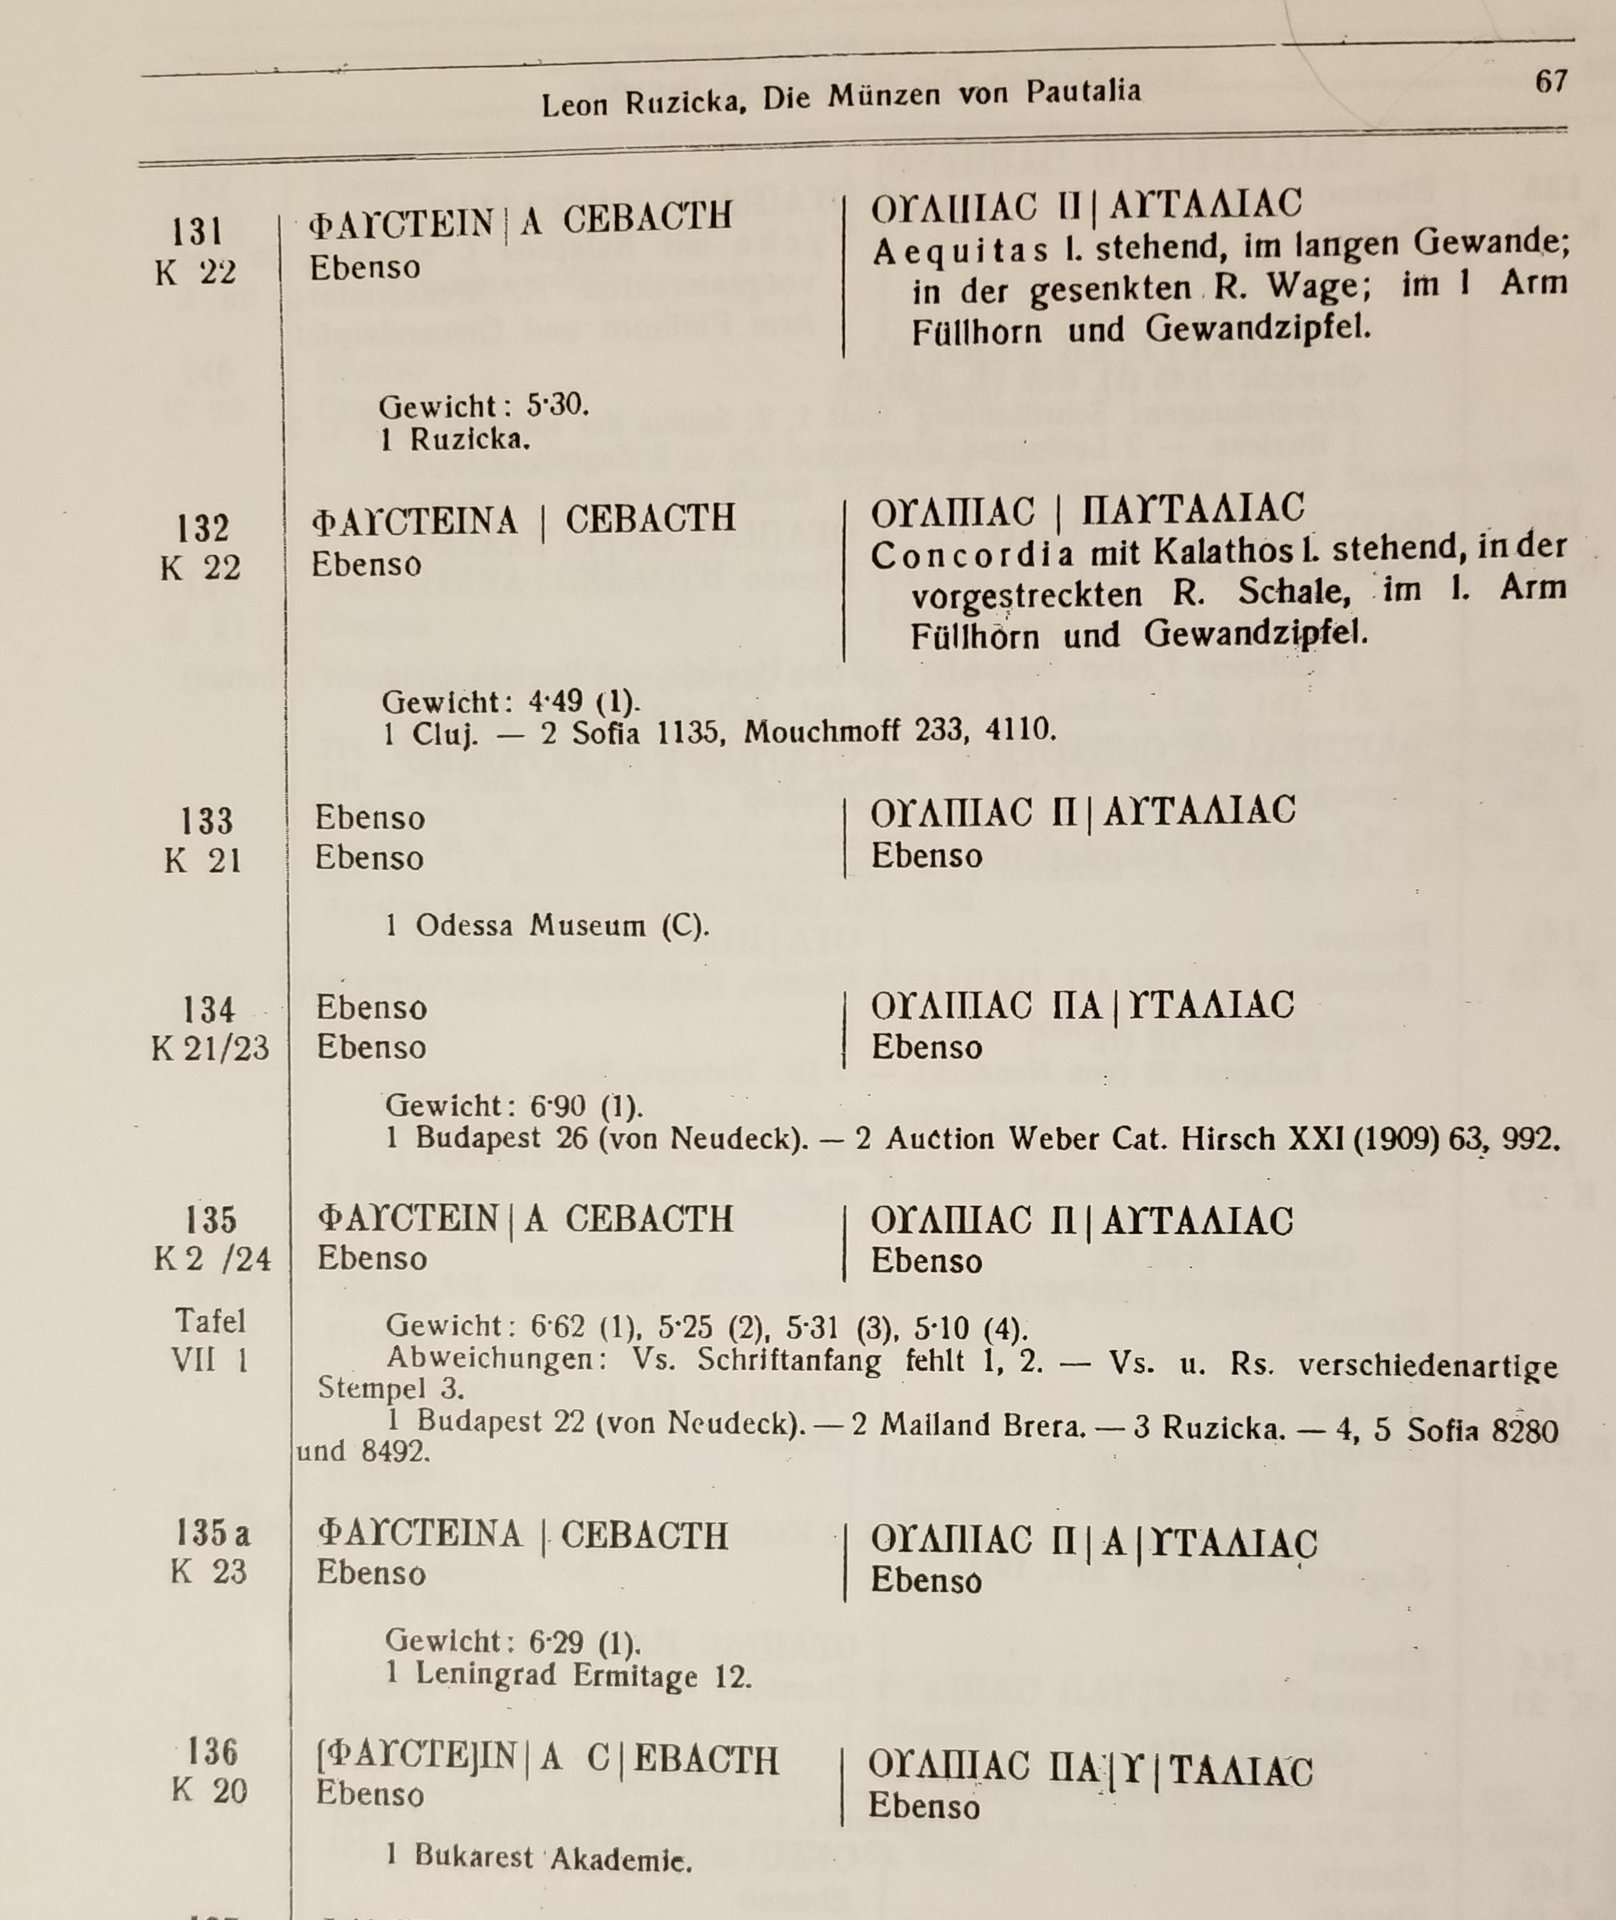 Leon Ruzicka, Die Münzen von Pautalia 67
131 ΦΑϒCΤΕΙΝ | Α CΕΒΑCΤΗ ΟϒΛΠΙΑC Π | ΑϒΤΑΛΙΑC
K 22 Ebenso Aequitas l. stehend, im langen Gewande;
in der gesenkten R. Wage; im l Arm
Füllhorn und Gewandzipfel.
Gewicht: 5·30.
1 Ruzicka.
132 ΦΑϒCΤΕΙΝΑ | CΕΒΑCΤΗ ΟϒΛΠΙΑC | ΠΑϒΤΑΛΙΑC
K 22 Ebenso Concordia mit Kalathos l. stehend, in der
vorgestreckten R. Schale, im l. Arm
Füllhorn und Gewandzipfel.
Gewicht: 4·49 (1).
1 Cluj. — 2 Sofia 1135, Mouchmoff 233, 4110.
133 Ebenso ΟϒΛΠΙΑC Π | ΑϒΤΑΛΙΑC
K 21 Ebenso Ebenso
1 Odessa Museum (C).
134 Ebenso ΟϒΛΠΙΑC ΠΑ | ϒΤΑΛΙΑC
K 21/23 Ebenso Ebenso
Gewicht: 6·90 (1).
1 Budapest 26 (von Neudeck). — 2 Auction Weber Cat. Hirsch XXI (1909) 63, 992.
135 ΦΑϒCΤΕΙΝ | Α CΕΒΑCΤΗ ΟϒΛΠΙΑC Π | ΑϒΤΑΛΙΑC
K 2 /24 Ebenso Ebenso
Tafel Gewicht: 6·62 (1), 5·25 (2), 5·31 (3), 5·10 (4).
VII 1 Abweichungen: Vs. Schriftanfang fehlt 1, 2. — Vs. u. Rs. verschiedenartige
Stempel 3.
1 Budapest 22 (von Neudeck). — 2 Mailand Brera. — 3 Ruzicka. — 4, 5 Sofia 8280
und 8492.
135 a ΦΑϒCΤΕΙΝΑ | CΕΒΑCΤΗ ΟϒΛΠΙΑC Π | Α | ϒΤΑΛΙΑC
K 23 Ebenso Ebenso
Gewicht: 6·29 (1).
1 Leningrad Ermitage 12.
136 [ΦΑϒCΤΕ]ΙΝ | Α C | ΕΒΑCΤΗ ΟϒΛΠΙΑC ΠΑ | ϒ | ΤΑΛΙΑC
K 20 Ebenso Ebenso
1 Bukarest Akademie.